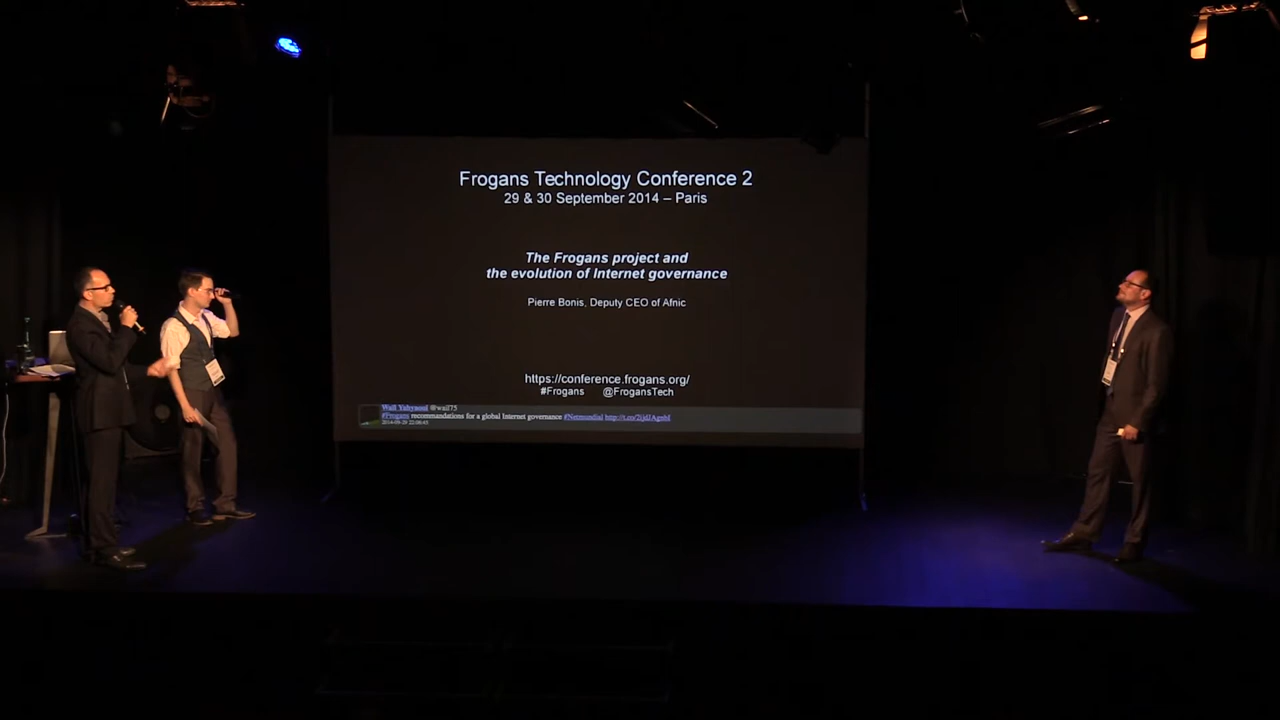 Frogans Technology Conference 2
29 & 30 September 2014 – Paris
The Frogans project and
the evolution of Internet governance
Pierre Bonis, Deputy CEO of Afnic
https://conference.frogans.org/
#Frogans @FrogansTech
Wail Yahyaoui @wail75
#Frogans recommandations for a global Internet governance #Netmundial